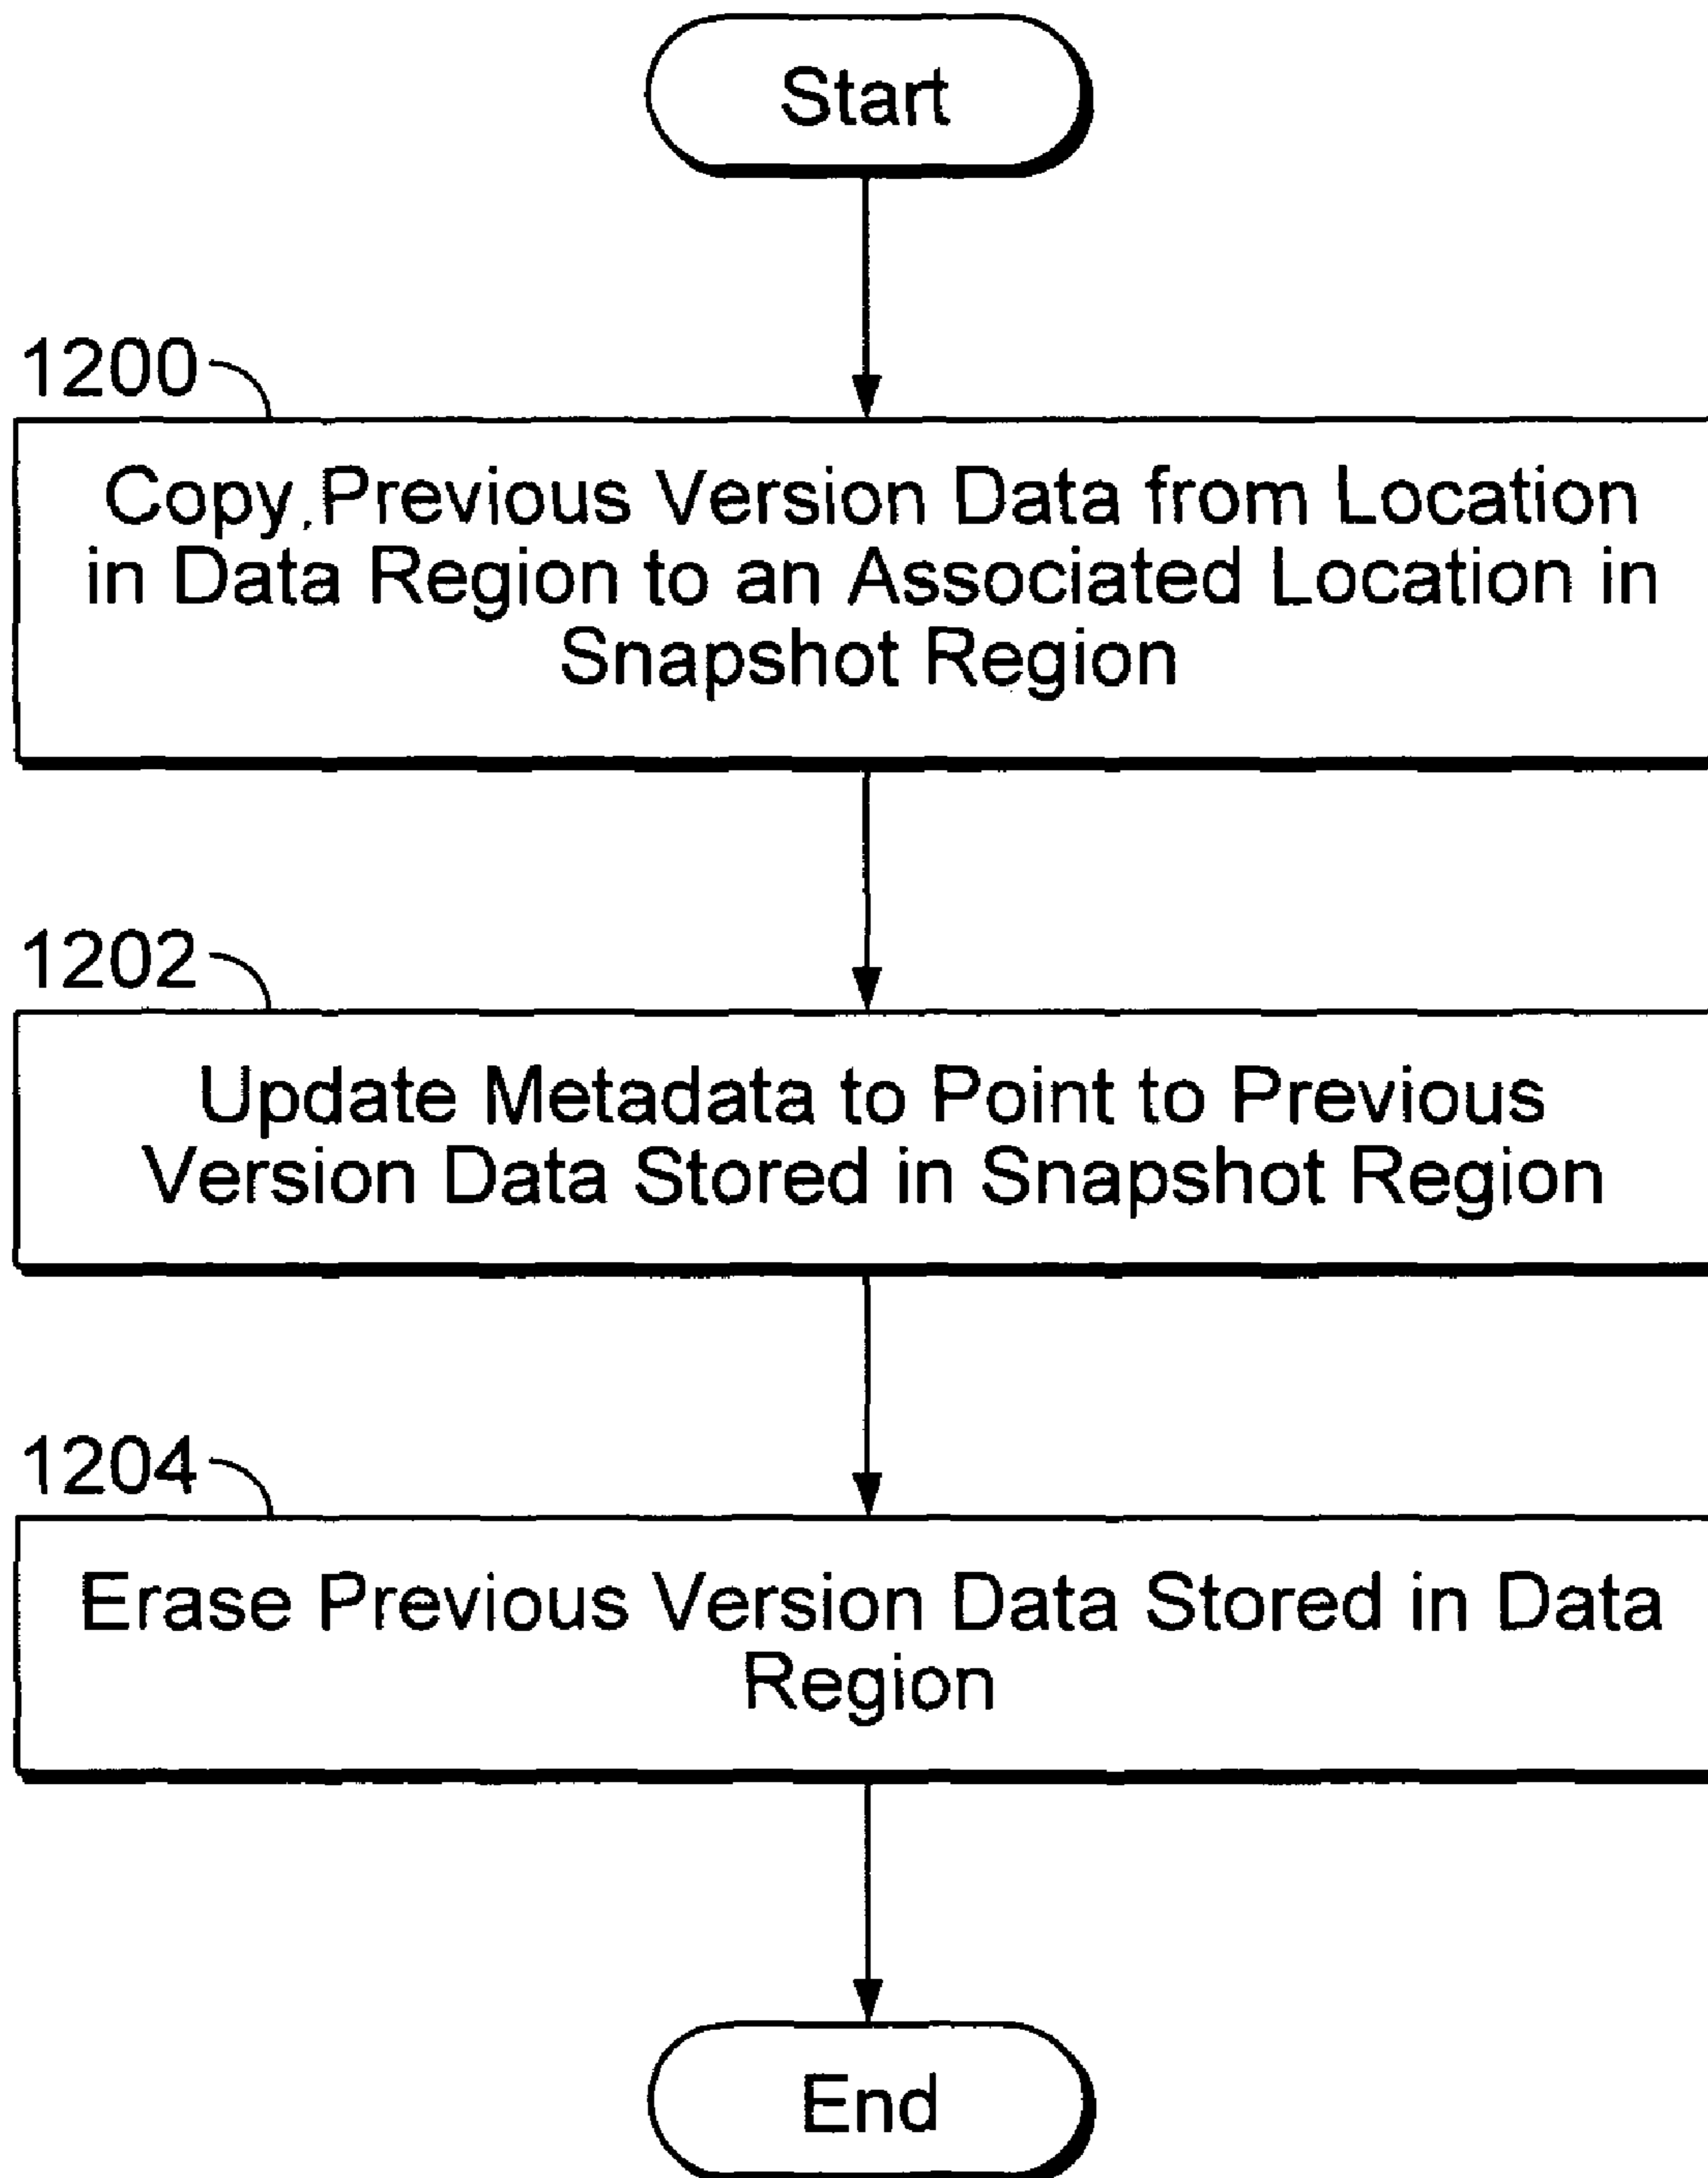 Start
1200
Copy Previous Version Data from Location
in Data Region to an Associated Location in
Snapshot Region
1202
Update Metadata to Point to Previous
Version Data Stored in Snapshot Region
1204
Erase Previous Version Data Stored in Data
Region
End